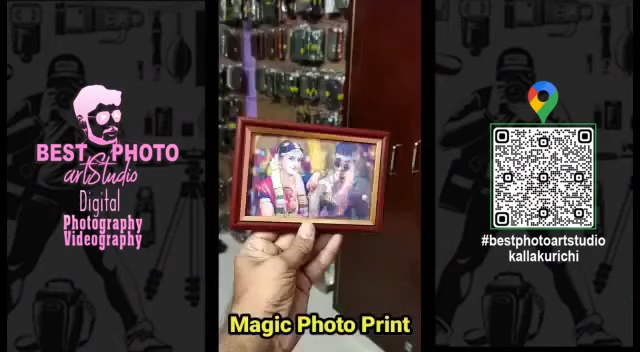 BEST PHOTO
artStudio
Digital
Photography
Videography
Magic Photo Print
#bestphotoartstudio
kallakurichi